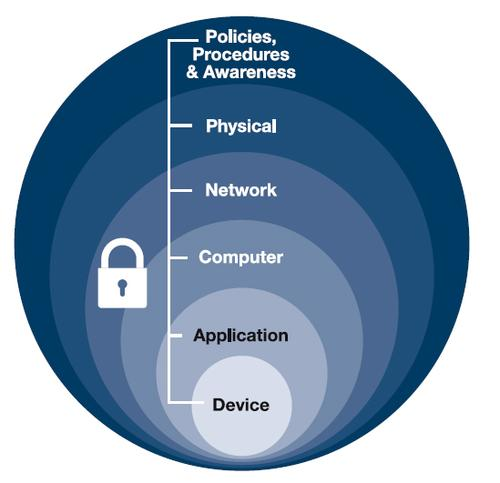 Policies,
Procedures
& Awareness
Physical
Network
Computer
Application
Device